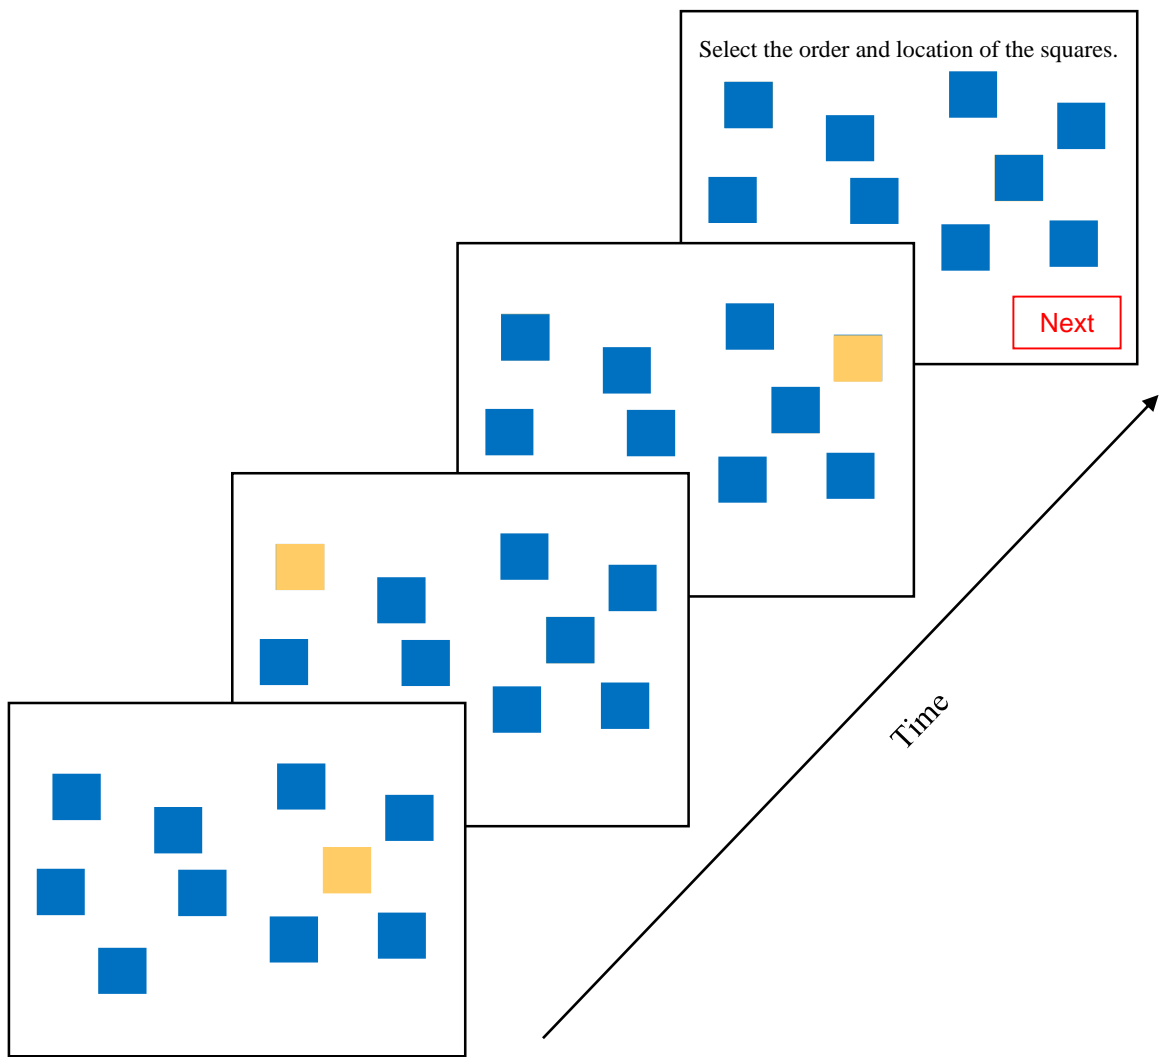 Select the order and location of the squares.
Next
Time